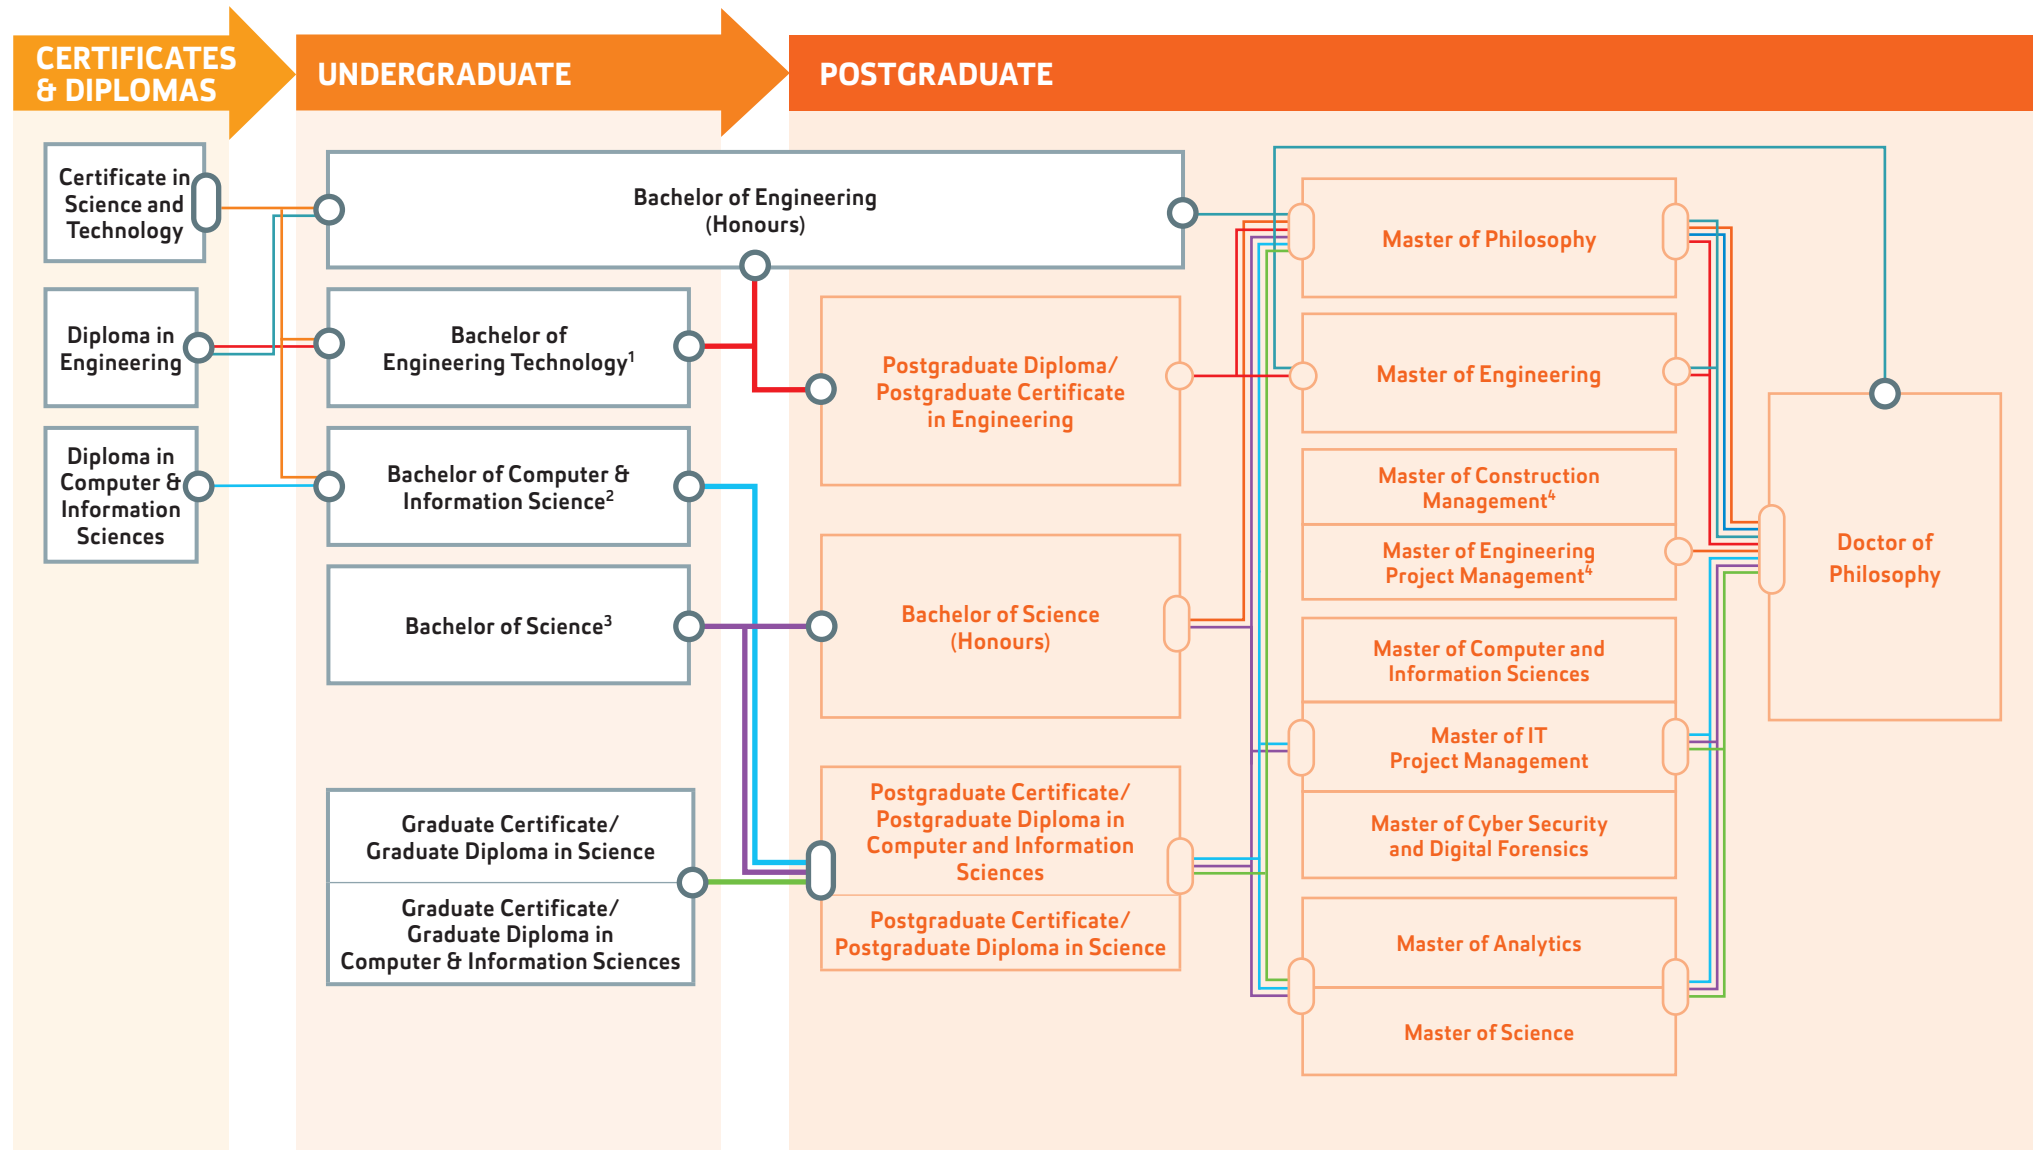 CERTIFICATES
& DIPLOMAS
UNDERGRADUATE
POSTGRADUATE
Certificate in
Science and
Technology
Diploma in
Engineering
Diploma in
Computer &
Information
Sciences
Bachelor of Engineering
(Honours)
Bachelor of
Engineering Technology¹
Bachelor of Computer &
Information Science²
Bachelor of Science³
Graduate Certificate/
Graduate Diploma in Science
Graduate Certificate/
Graduate Diploma in
Computer & Information Sciences
Postgraduate Diploma/
Postgraduate Certificate
in Engineering
Bachelor of Science
(Honours)
Postgraduate Certificate/
Postgraduate Diploma in
Computer and Information
Sciences
Postgraduate Certificate/
Postgraduate Diploma in Science
Master of Philosophy
Master of Engineering
Master of Construction
Management⁴
Master of Engineering
Project Management⁴
Master of Computer and
Information Sciences
Master of IT
Project Management
Master of Cyber Security
and Digital Forensics
Master of Analytics
Master of Science
Doctor of
Philosophy